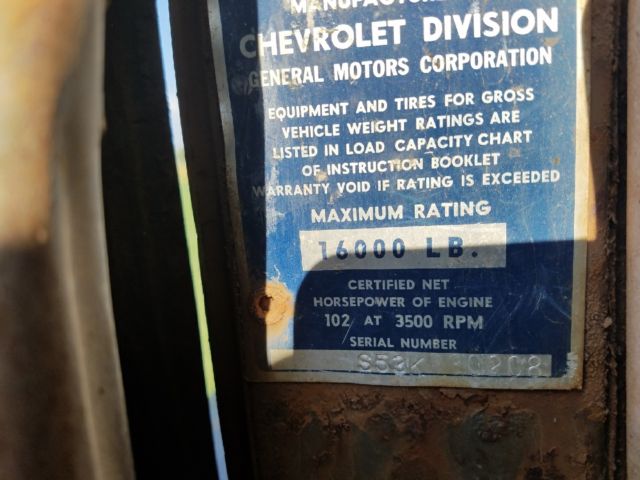 MANUFACTURED
CHEVROLET DIVISION
GENERAL MOTORS CORPORATION
EQUIPMENT AND TIRES FOR GROSS
VEHICLE WEIGHT RATINGS ARE
LISTED IN LOAD CAPACITY CHART
OF INSTRUCTION BOOKLET
WARRANTY VOID IF RATING IS EXCEEDED
MAXIMUM RATING
16000 LB.
CERTIFIED NET
HORSEPOWER OF ENGINE
102 AT 3500 RPM
SERIAL NUMBER